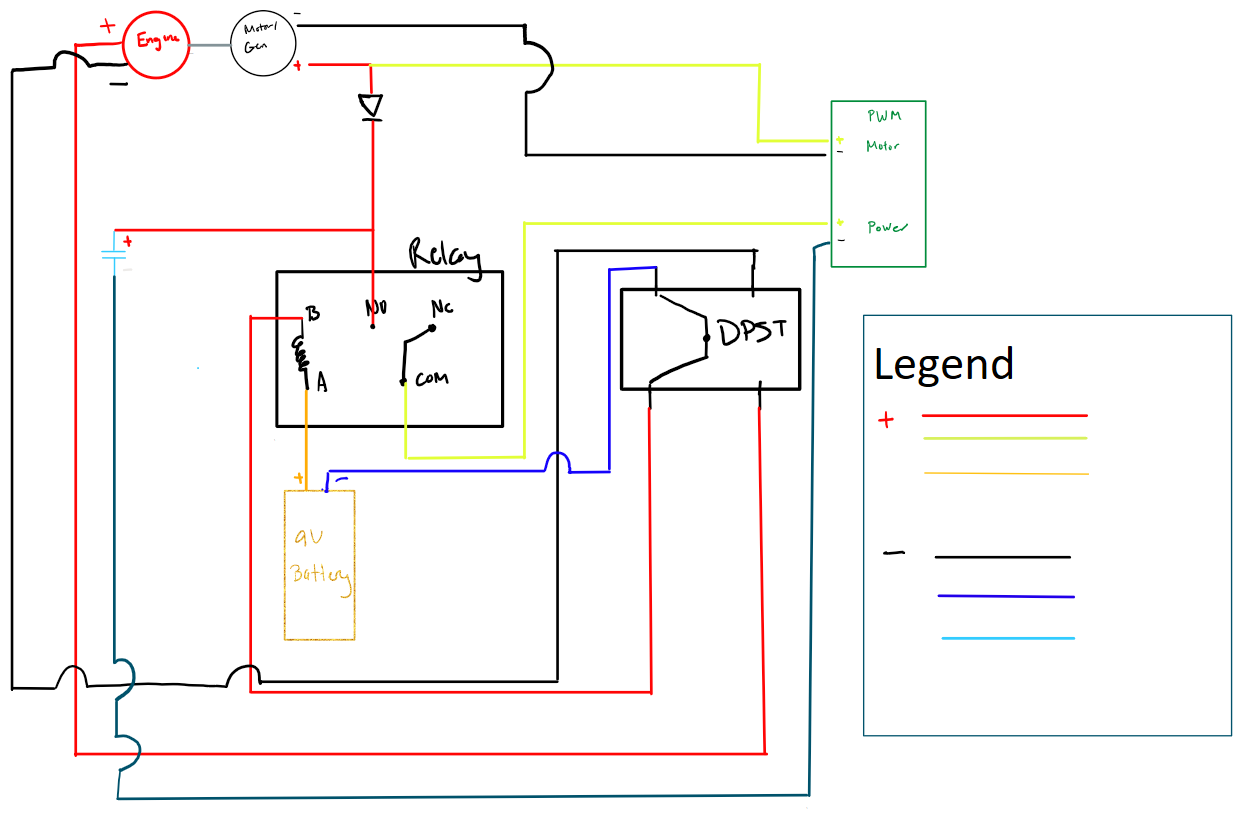 +
-
Engine
Motor/
Gen
+
-
PWM
+
Motor
-
+
Power
-
+
-
Relay
B
NO
NC
A
COM
DPST
+
-
9V
Battery
Legend
+
-